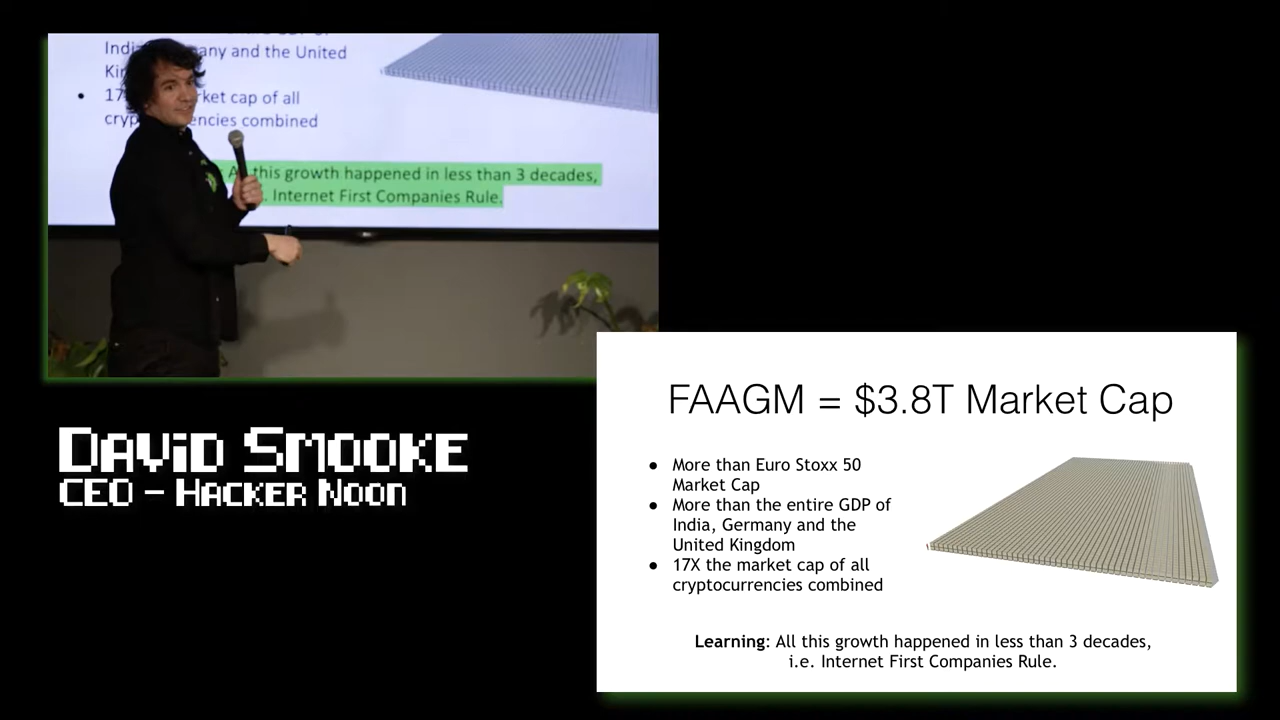 India, Germany and the United
• 17X market cap of all
cryptocurrencies combined
All this growth happened in less than 3 decades,
Internet First Companies Rule.
David Smooke
CEO – Hacker Noon
FAAGM = $3.8T Market Cap
● More than Euro Stoxx 50
Market Cap
● More than the entire GDP of
India, Germany and the
United Kingdom
● 17X the market cap of all
cryptocurrencies combined
Learning: All this growth happened in less than 3 decades,
i.e. Internet First Companies Rule.